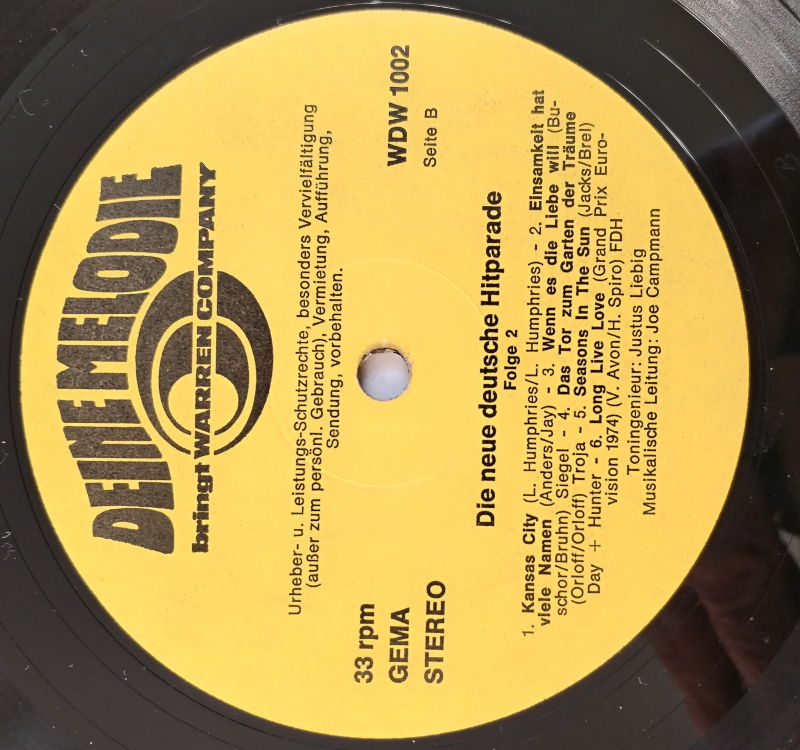 DEINE MELODIE
bringt WARREN COMPANY
Urheber- u. Leistungs-Schutzrechte, besonders Vervielfältigung
(außer zum persönl. Gebrauch), Vermietung, Aufführung,
Sendung, vorbehalten.
33 rpm
GEMA
STEREO
WDW 1002
Seite B
Die neue deutsche Hitparade
Folge 2
1. Kansas City (L. Humphries/L. Humphries) - 2. Einsamkeit hat
viele Namen (Anders/Jay) - 3. Wenn es die Liebe will (Bu-
schor/Bruhn) Siegel - 4. Das Tor zum Garten der Träume
(Orloff/Orloff) Troja - 5. Seasons In The Sun (Jacks/Brel)
Day + Hunter - 6. Long Live Love (Grand Prix Euro-
vision 1974) (V. Avon/H. Spiro) FDH
Toningenieur: Justus Liebig
Musikalische Leitung: Joe Campmann